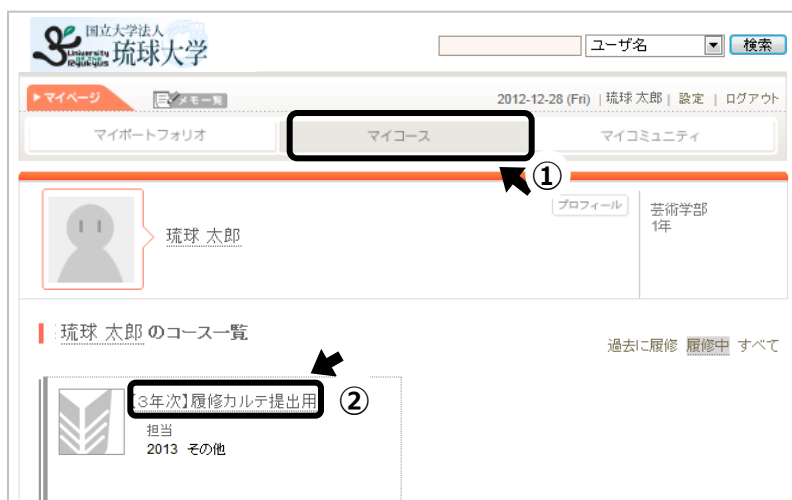 国立大学法人
University of the Ryukyus 琉球大学
ユーザ名 検索
マイページ メモ一覧 2012-12-28 (Fri) | 琉球 太郎 | 設定 | ログアウト
マイポートフォリオ マイコース マイコミュニティ
①
琉球 太郎 プロフィール 芸術学部
1年
琉球 太郎 のコース一覧
過去に履修 履修中 すべて
【3年次】履修カルテ提出用 ②
担当
2013 その他